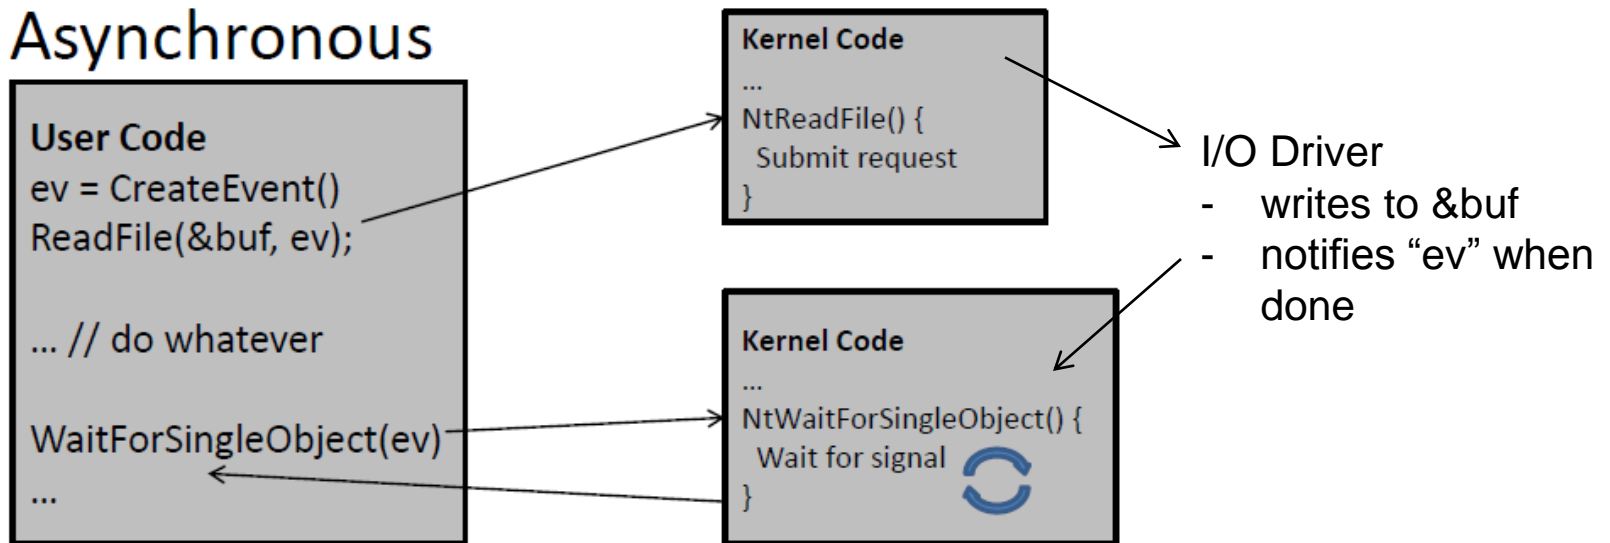 Asynchronous
User Code
ev = CreateEvent()
ReadFile(&buf, ev);
... // do whatever
WaitForSingleObject(ev)
...
Kernel Code
...
NtReadFile() {
Submit request
}
Kernel Code
...
NtWaitForSingleObject() {
Wait for signal
}
I/O Driver
- writes to &buf
- notifies “ev” when
done